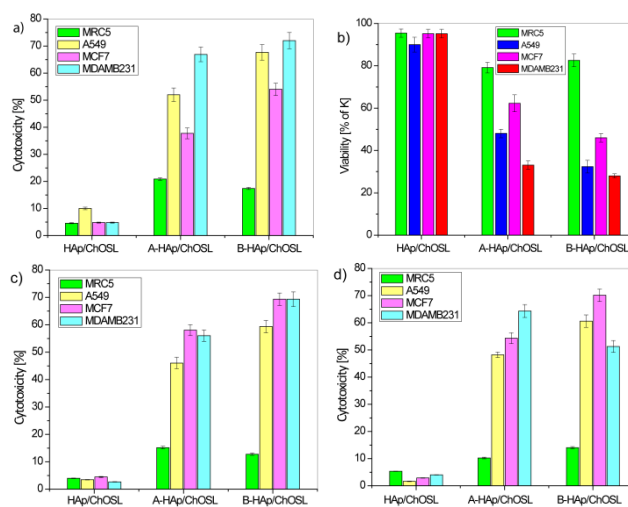 a)
MRC5
A549
MCF7
MDAMB231
Cytotoxicity [%]
80
70
60
50
40
30
20
10
0
HAp/ChOSL
A-HAp/ChOSL
B-HAp/ChOSL
b)
MRC5
A549
MCF7
MDAMB231
Viability [% of K]
100
80
60
40
20
0
HAp/ChOSL
A-HAp/ChOSL
B-HAp/ChOSL
c)
MRC5
A549
MCF7
MDAMB231
Cytotoxicity [%]
80
70
60
50
40
30
20
10
0
HAp/ChOSL
A-HAp/ChOSL
B-HAp/ChOSL
d)
MRC5
A549
MCF7
MDAMB231
Cytotoxicity [%]
80
70
60
50
40
30
20
10
0
HAp/ChOSL
A-HAp/ChOSL
B-HAp/ChOSL